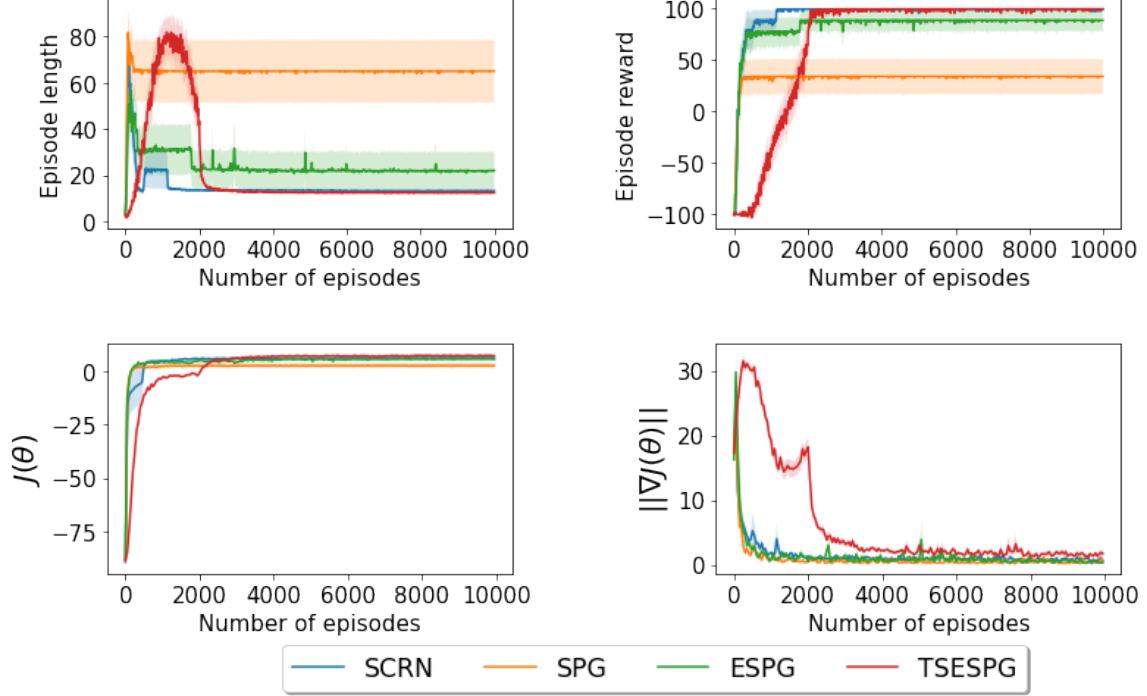 80
60
40
20
0
Episode length
0 2000 4000 6000 8000 10000
Number of episodes
100
50
0
−50
−100
Episode reward
0 2000 4000 6000 8000 10000
Number of episodes
0
−25
−50
−75
J(θ)
0 2000 4000 6000 8000 10000
Number of episodes
30
20
10
0
||∇J(θ)||
0 2000 4000 6000 8000 10000
Number of episodes
SCRN SPG ESPG TSESPG